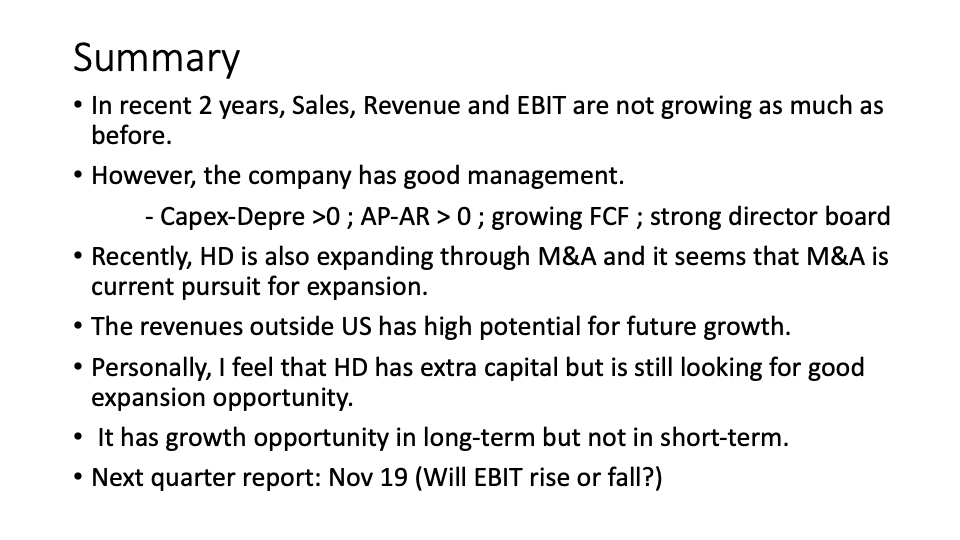 Summary
• In recent 2 years, Sales, Revenue and EBIT are not growing as much as
before.
• However, the company has good management.
- Capex-Depre >0 ; AP-AR > 0 ; growing FCF ; strong director board
• Recently, HD is also expanding through M&A and it seems that M&A is
current pursuit for expansion.
• The revenues outside US has high potential for future growth.
• Personally, I feel that HD has extra capital but is still looking for good
expansion opportunity.
• It has growth opportunity in long-term but not in short-term.
• Next quarter report: Nov 19 (Will EBIT rise or fall?)